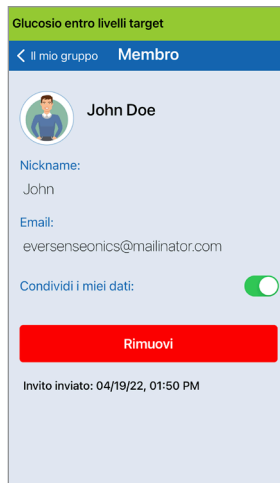 Glucosio entro livelli target
Il mio gruppo Membro
John Doe
Nickname:
John
Email:
eversenseonics@mailinator.com
Condividi i miei dati:
Rimuovi
Invito inviato: 04/19/22, 01:50 PM